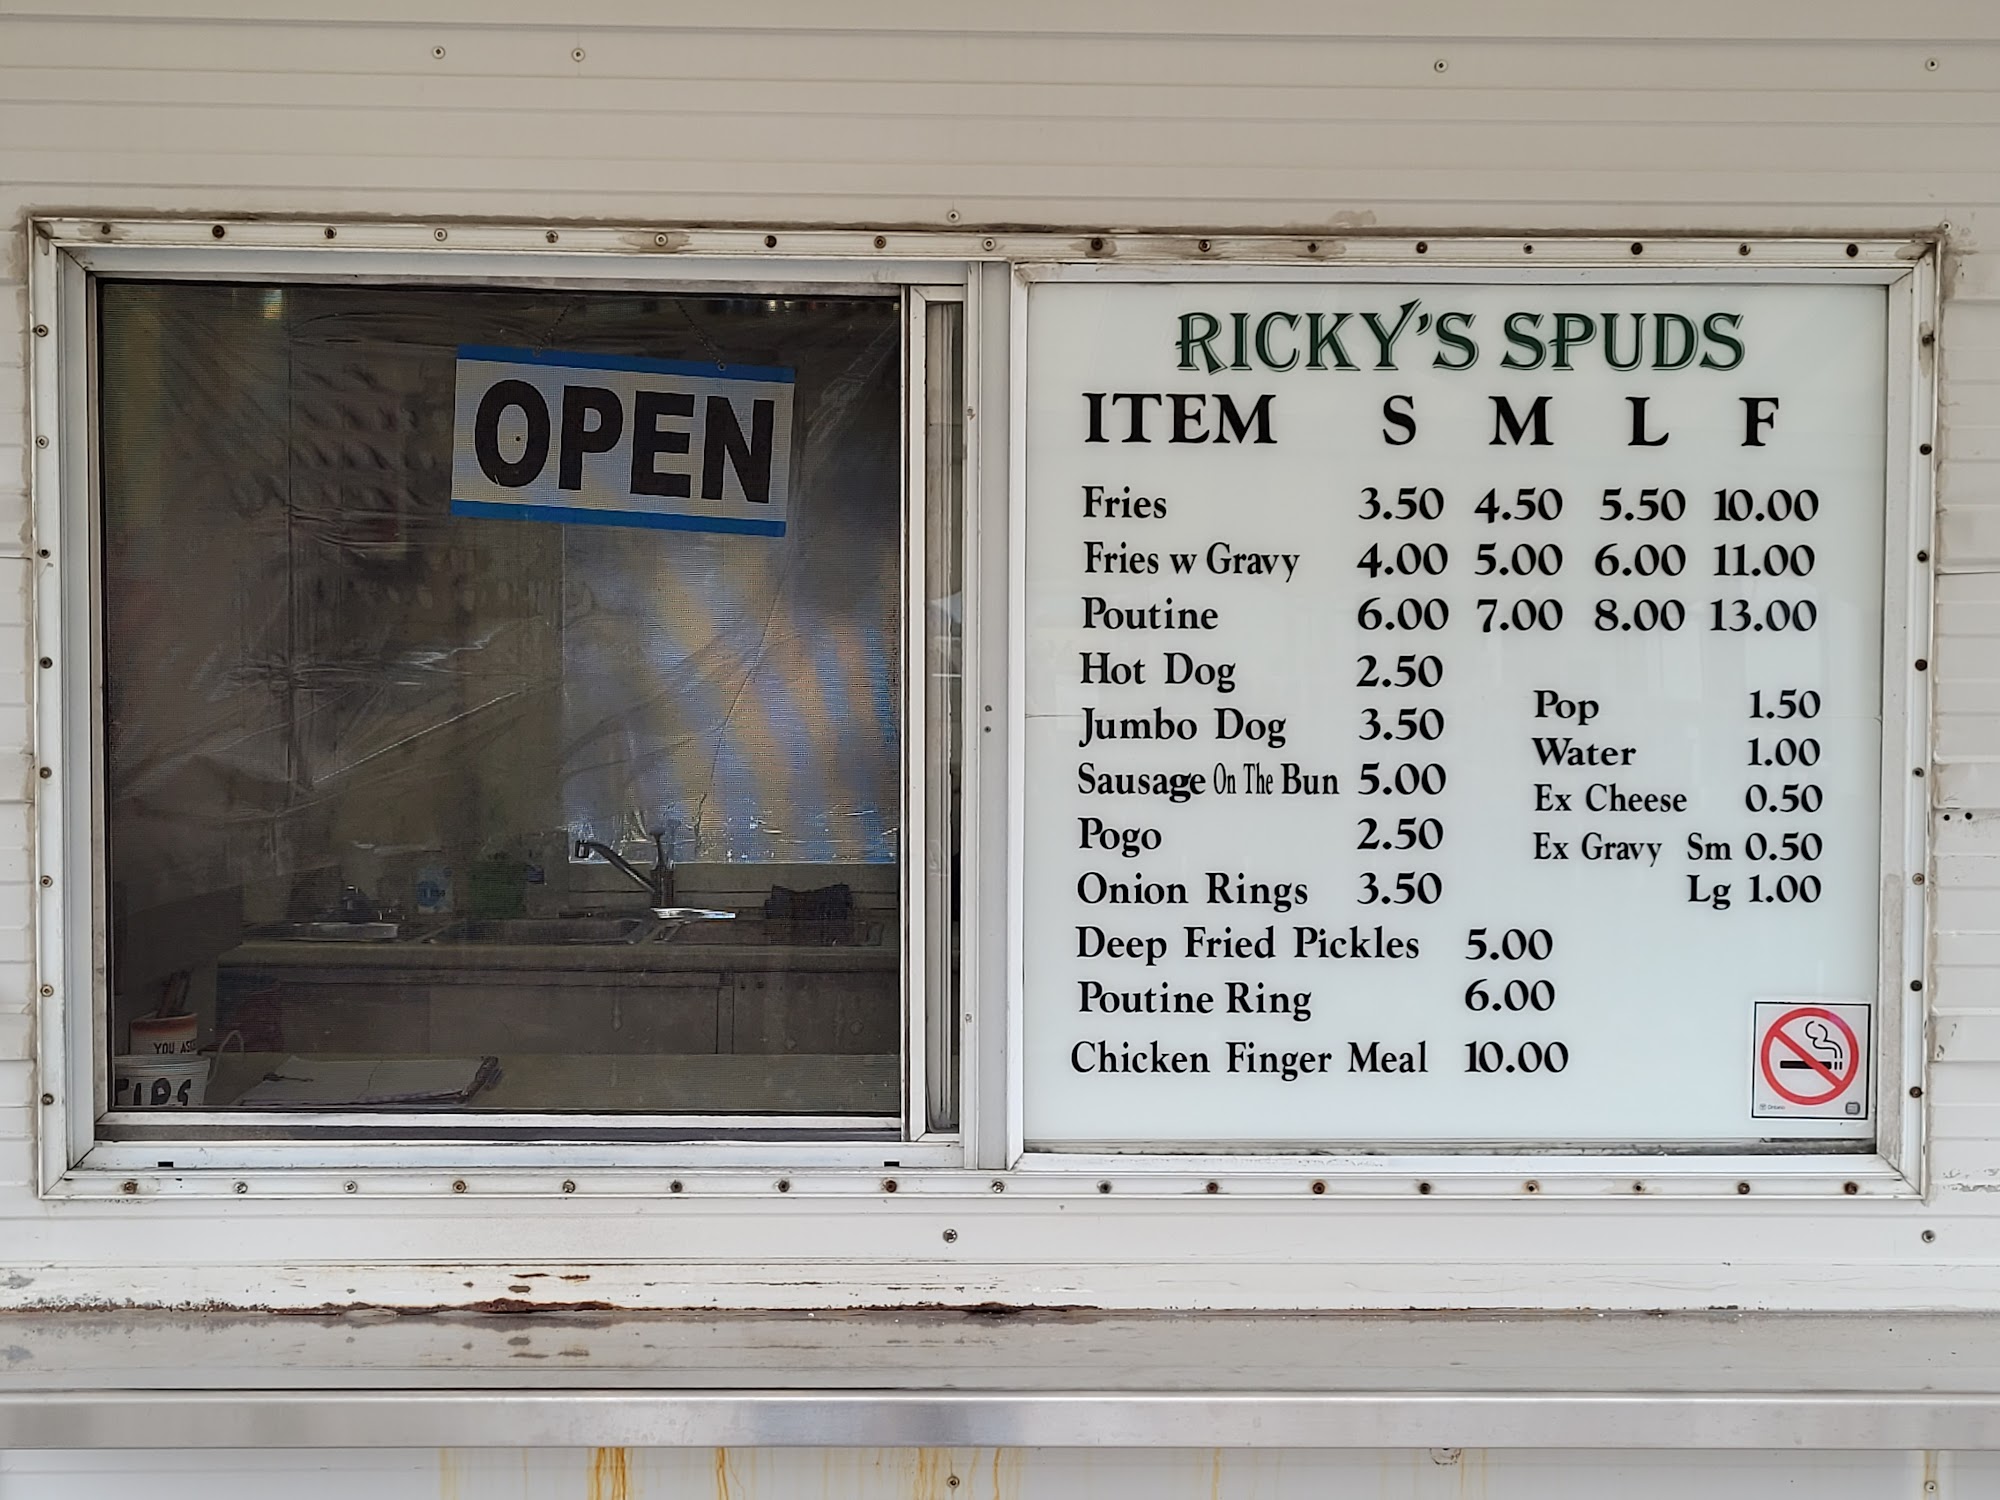 OPEN
YOU
TIPS
RICKY'S SPUDS
ITEM S M L F
Fries 3.50 4.50 5.50 10.00
Fries w Gravy 4.00 5.00 6.00 11.00
Poutine 6.00 7.00 8.00 13.00
Hot Dog 2.50
Jumbo Dog 3.50
Sausage On The Bun 5.00
Pogo 2.50
Onion Rings 3.50
Deep Fried Pickles 5.00
Poutine Ring 6.00
Chicken Finger Meal 10.00
Pop 1.50
Water 1.00
Ex Cheese 0.50
Ex Gravy Sm 0.50
Lg 1.00
Ontario